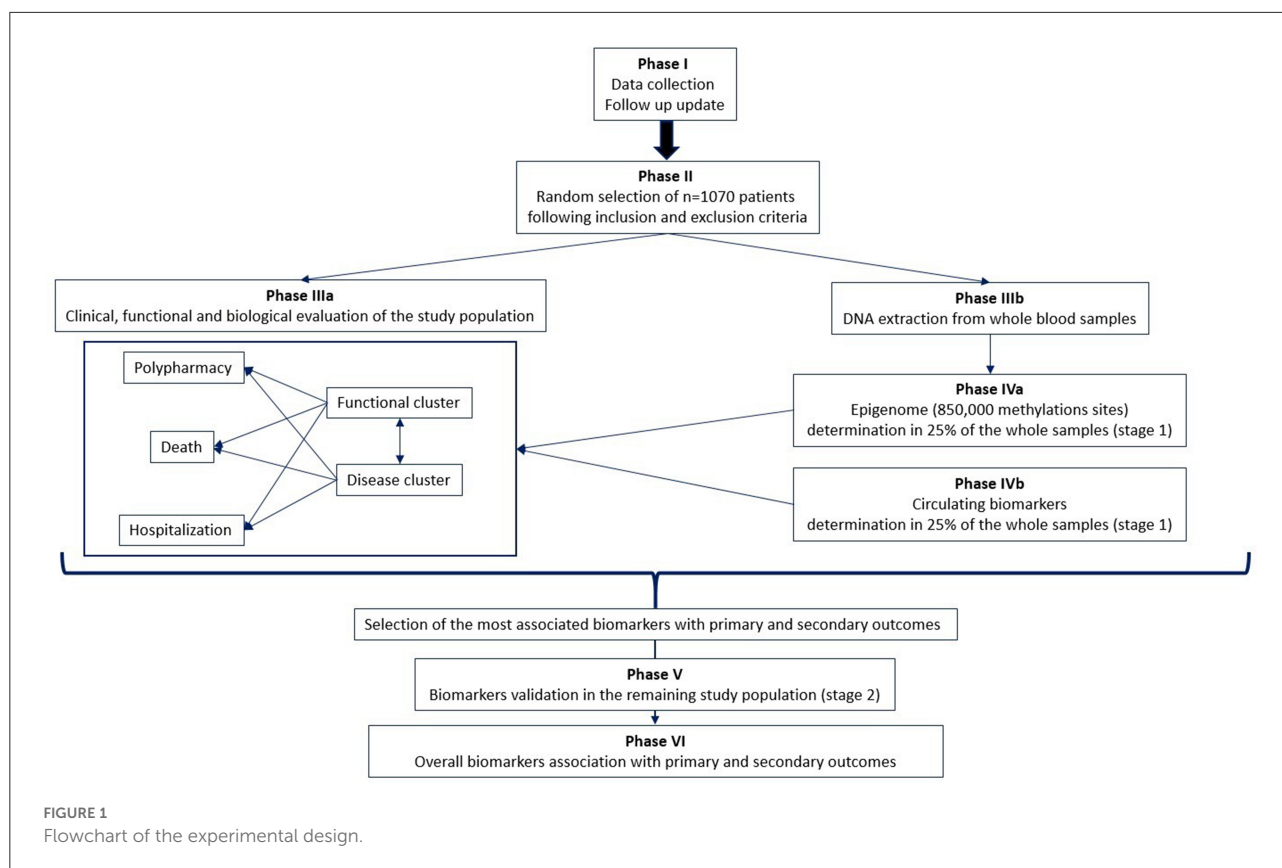 Phase I
Data collection
Follow up update
Phase II
Random selection of n=1070 patients
following inclusion and exclusion criteria
Phase IIIa
Clinical, functional and biological evaluation of the study population
Phase IIIb
DNA extraction from whole blood samples
Polypharmacy
Functional cluster
Death
Disease cluster
Hospitalization
Phase IVa
Epigenome (850,000 methylations sites)
determination in 25% of the whole samples (stage 1)
Phase IVb
Circulating biomarkers
determination in 25% of the whole samples (stage 1)
Selection of the most associated biomarkers with primary and secondary outcomes
Phase V
Biomarkers validation in the remaining study population (stage 2)
Phase VI
Overall biomarkers association with primary and secondary outcomes
FIGURE 1
Flowchart of the experimental design.